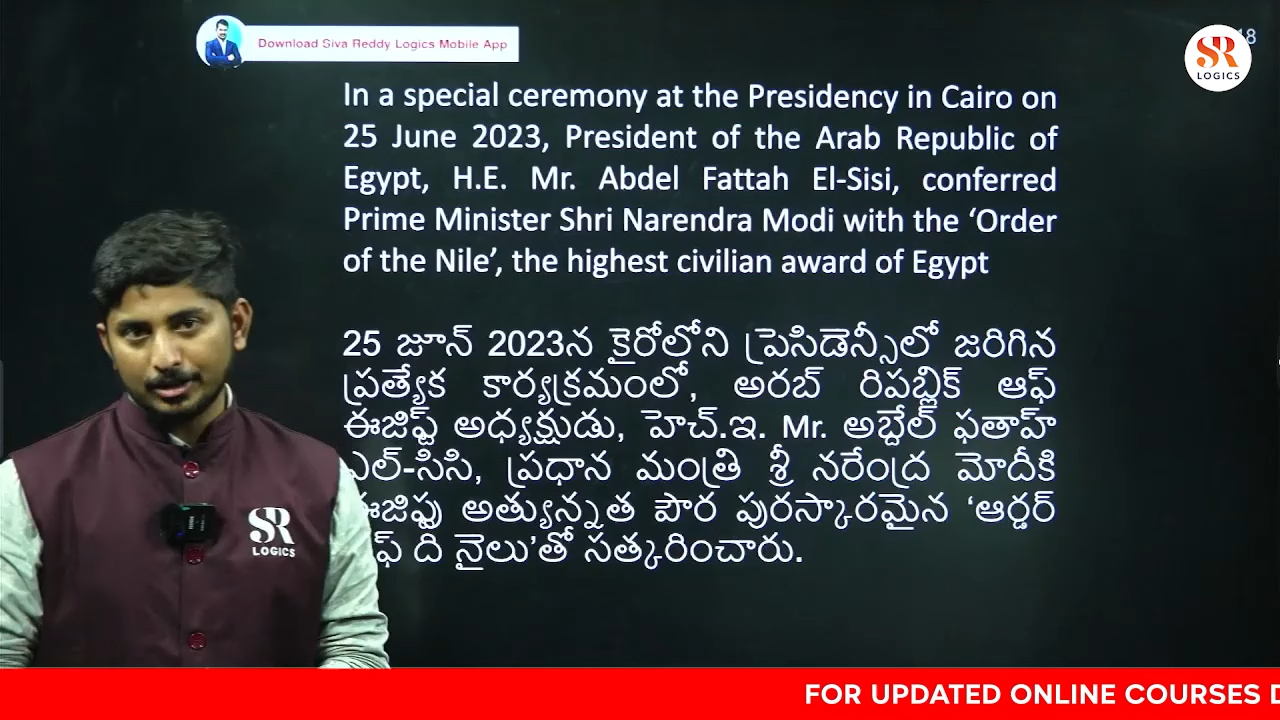 Download Siva Reddy Logics Mobile App
SR
LOGICS
In a special ceremony at the Presidency in Cairo on
25 June 2023, President of the Arab Republic of
Egypt, H.E. Mr. Abdel Fattah El-Sisi, conferred
Prime Minister Shri Narendra Modi with the ‘Order
of the Nile’, the highest civilian award of Egypt
25 జూన్ 2023న కైరోలోని ప్రెసిడెన్సీలో జరిగిన
ప్రత్యేక కార్యక్రమంలో, అరబ్ రిపబ్లిక్ ఆఫ్
ఈజిప్ట్ అధ్యక్షుడు, హెచ్.ఇ. Mr. అబ్దేల్ ఫతాహ్
ఎల్-సిసి, ప్రధాన మంత్రి శ్రీ నరేంద్ర మోదీకి
ఈజిప్టు అత్యున్నత పౌర పురస్కారమైన ‘ఆర్డర్
ది నైలు’తో సత్కరించారు.
SR
LOGICS
FOR UPDATED ONLINE COURSES